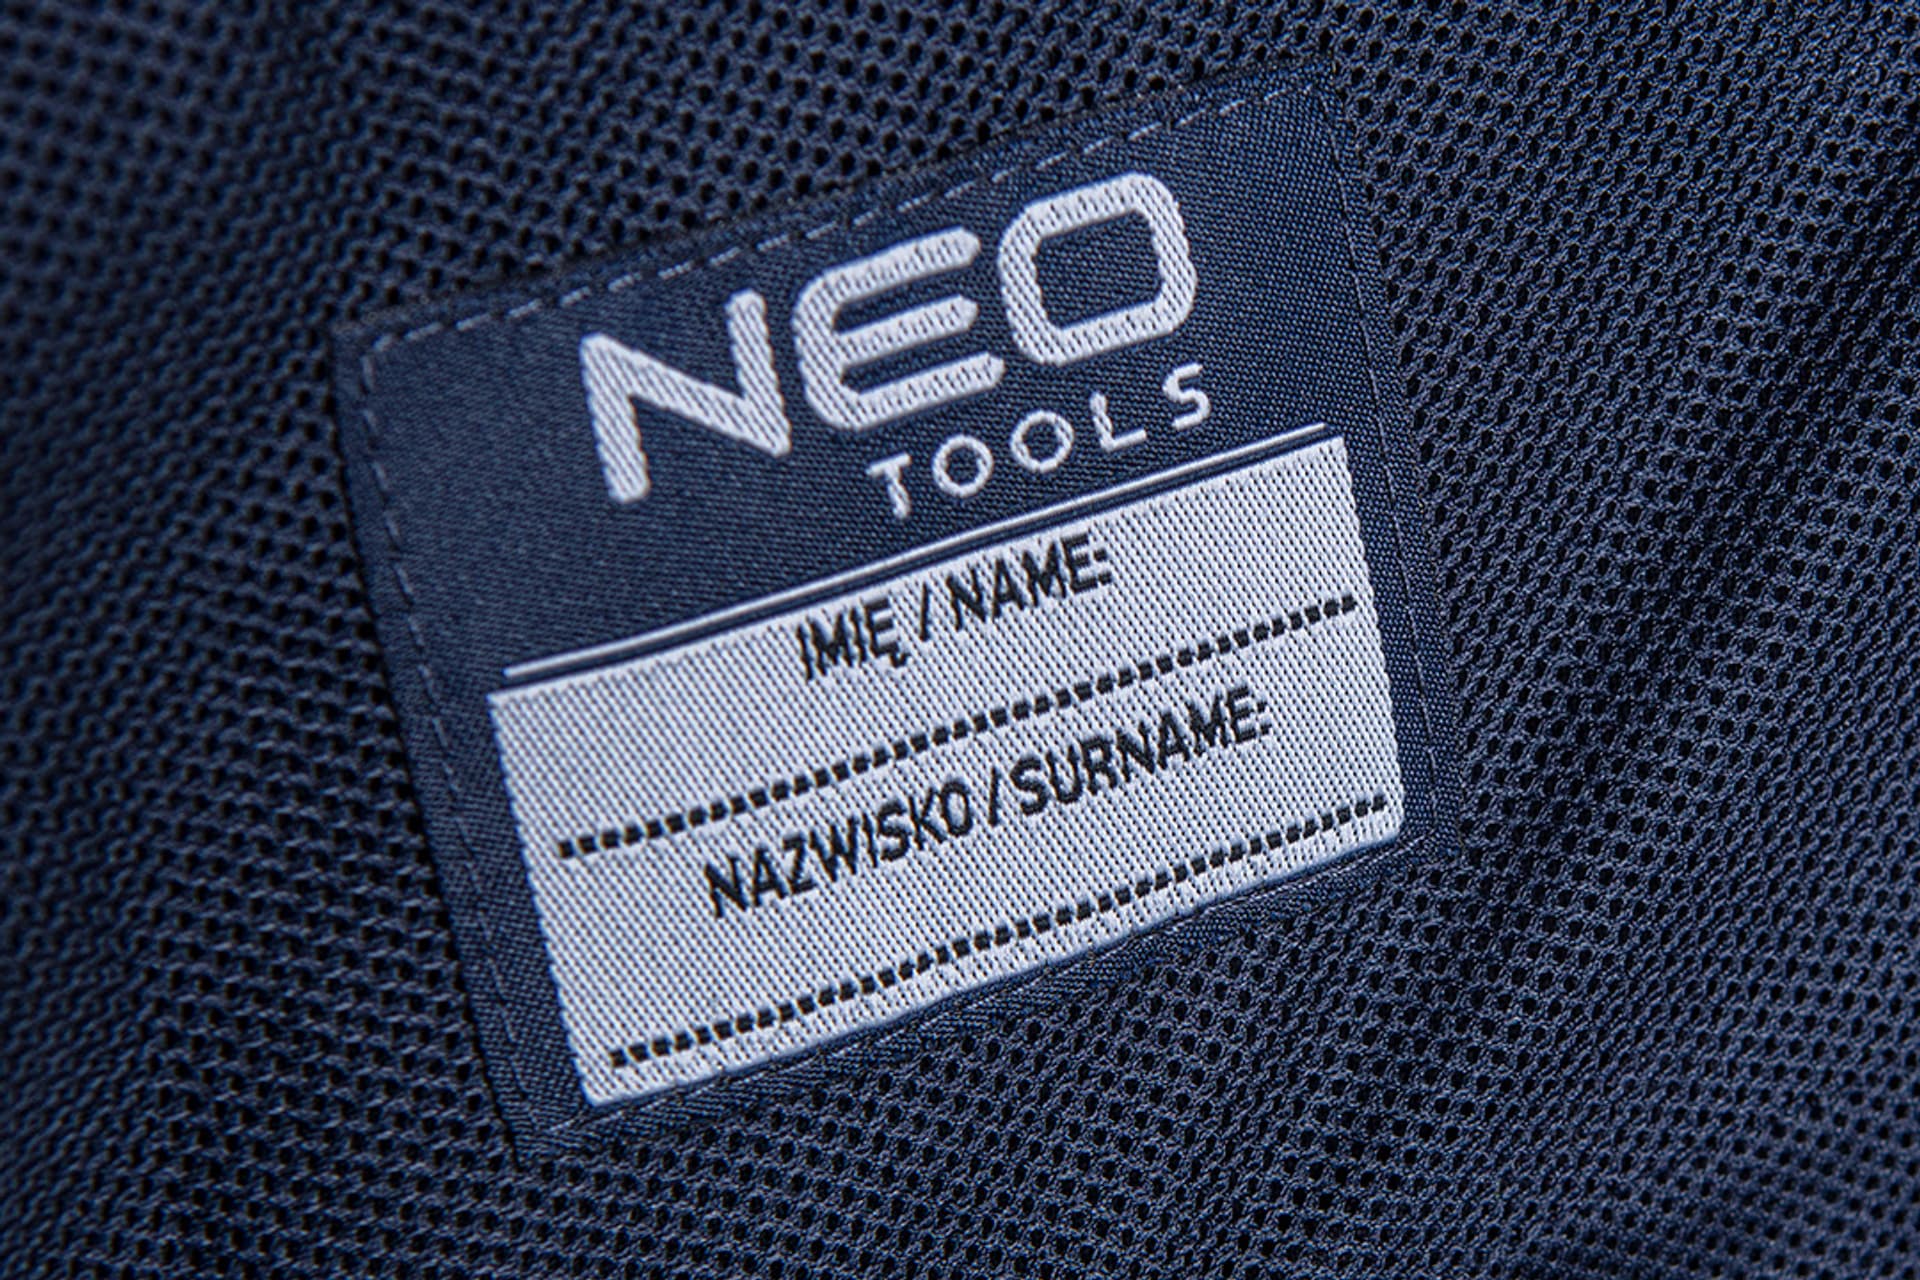 NEO
TOOLS
IMIĘ / NAME:
NAZWISKO / SURNAME: